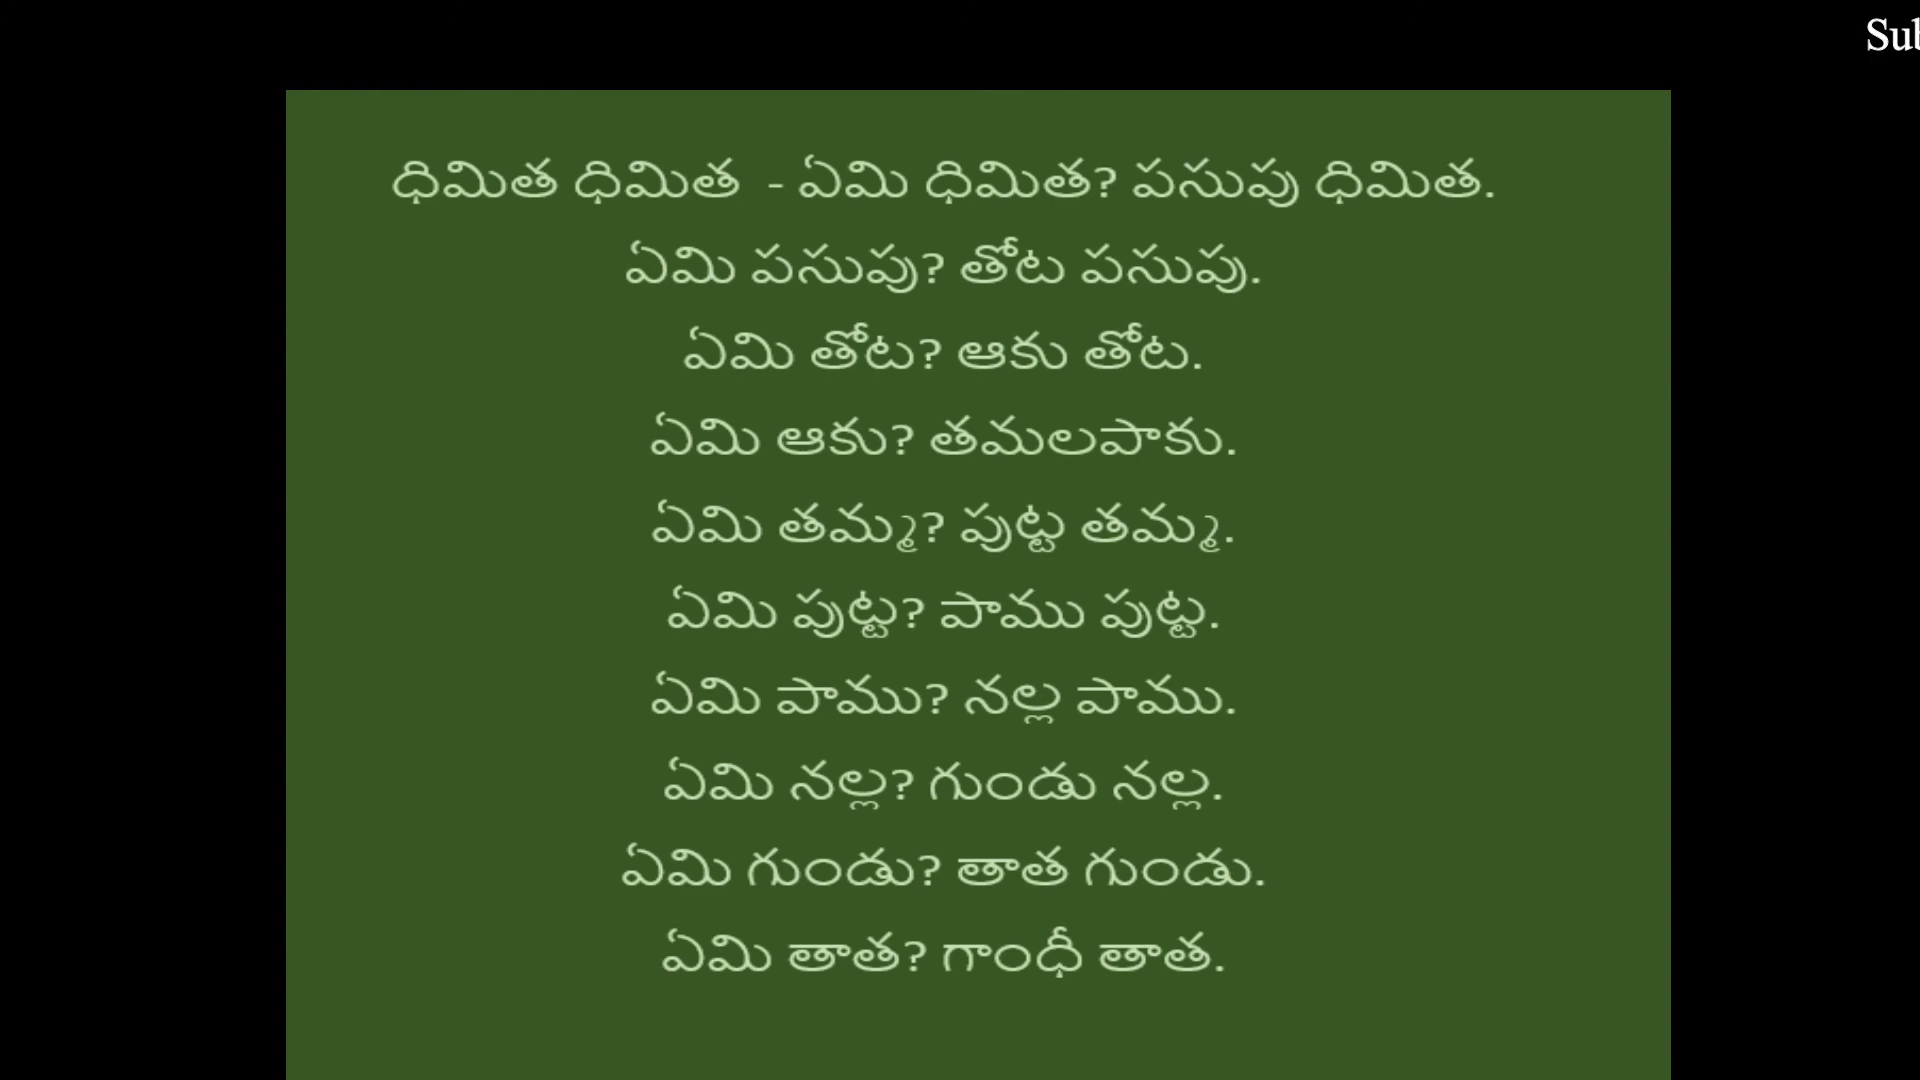 Sub
ధిమిత ధిమిత - ఏమి ధిమిత? పసుపు ధిమిత.
ఏమి పసుపు? తోట పసుపు.
ఏమి తోట? ఆకు తోట.
ఏమి ఆకు? తమలపాకు.
ఏమి తమ్మ? పుట్ట తమ్మ.
ఏమి పుట్ట? పాము పుట్ట.
ఏమి పాము? నల్ల పాము.
ఏమి నల్ల? గుండు నల్ల.
ఏమి గుండు? తాత గుండు.
ఏమి తాత? గాంధీ తాత.